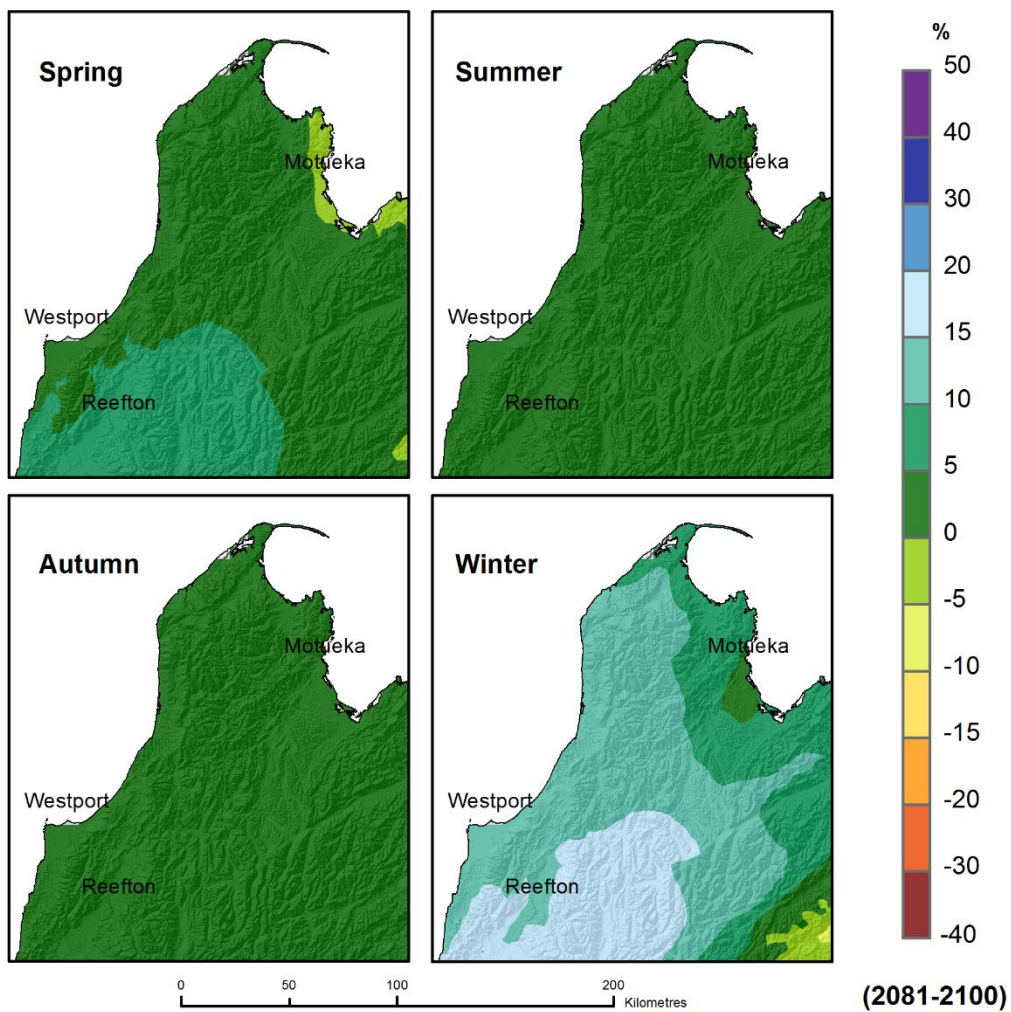 Spring
Motueka
Westport
Reefton
Summer
Motueka
Westport
Reefton
Autumn
Motueka
Westport
Reefton
Winter
Motueka
Westport
Reefton
%
50
40
30
20
15
10
5
0
-5
-10
-15
-20
-30
-40
0 50 100 200
Kilometres
(2081-2100)